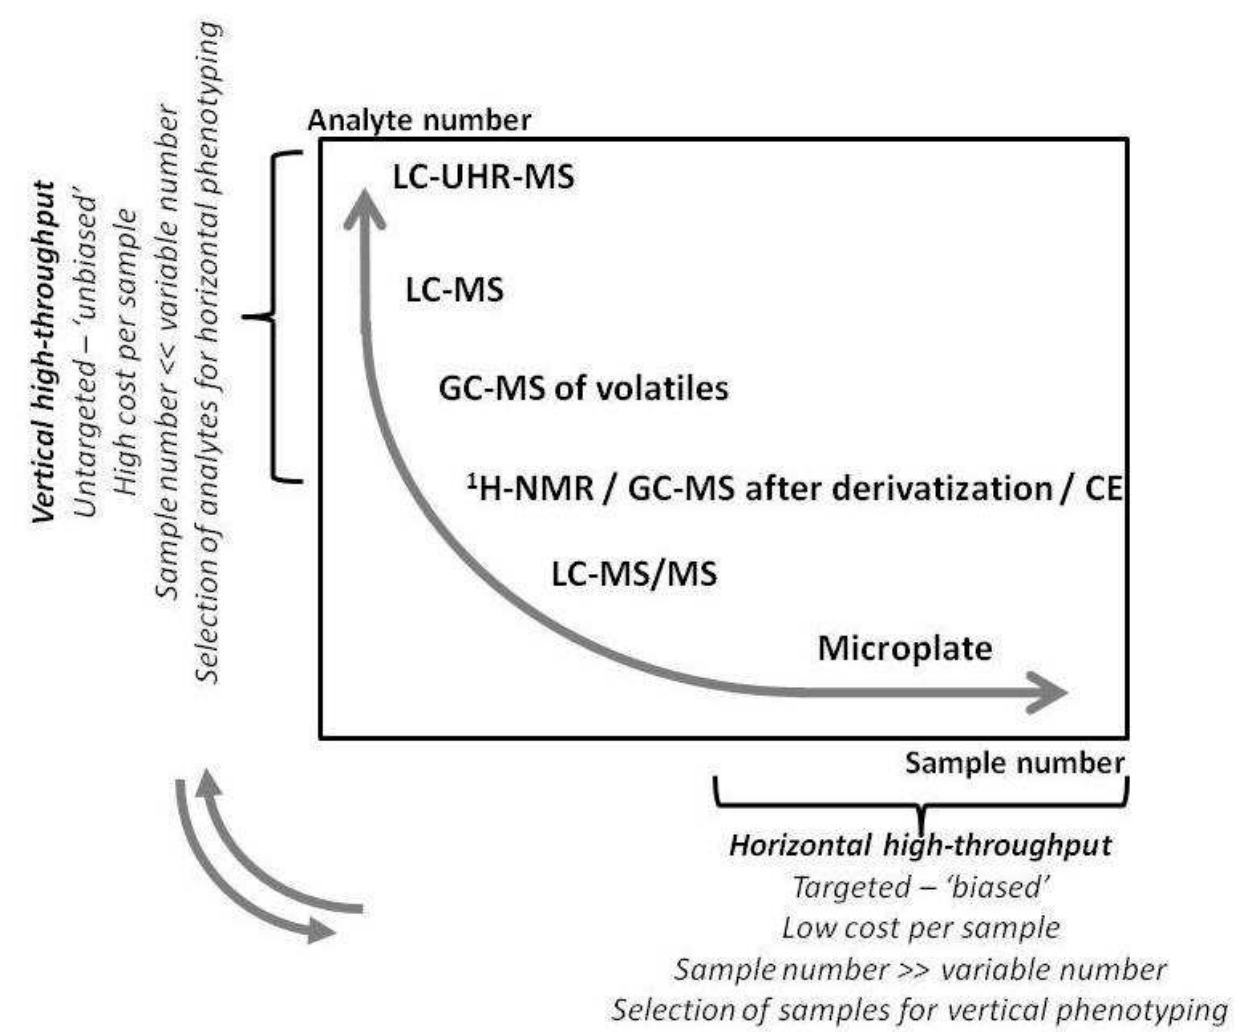 Analyte number
LC-UHR-MS
LC-MS
GC-MS of volatiles
¹H-NMR / GC-MS after derivatization / CE
LC-MS/MS
Microplate
Sample number
Vertical high-throughput
Untargeted – ‘unbiased’
High cost per sample
Sample number << variable number
Selection of analytes for horizontal phenotyping
Horizontal high-throughput
Targeted – ‘biased’
Low cost per sample
Sample number >> variable number
Selection of samples for vertical phenotyping